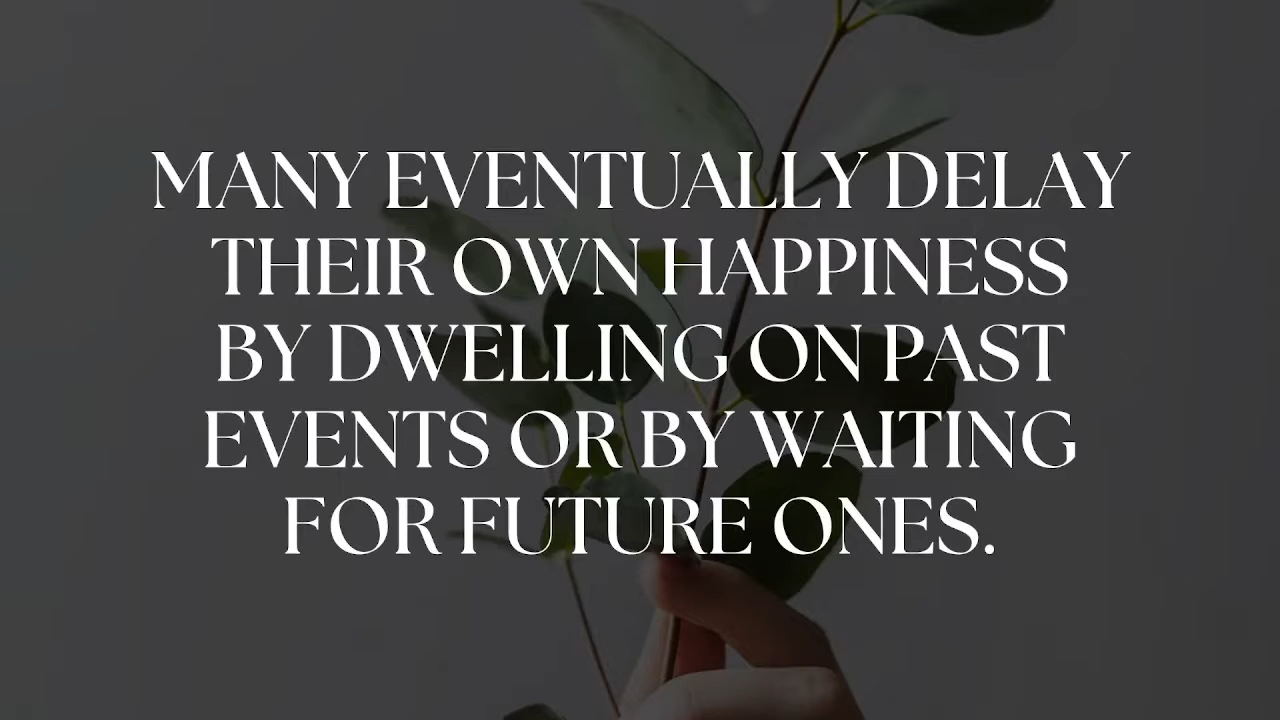 MANY EVENTUALLY DELAY
THEIR OWN HAPPINESS
BY DWELLING ON PAST
EVENTS OR BY WAITING
FOR FUTURE ONES.